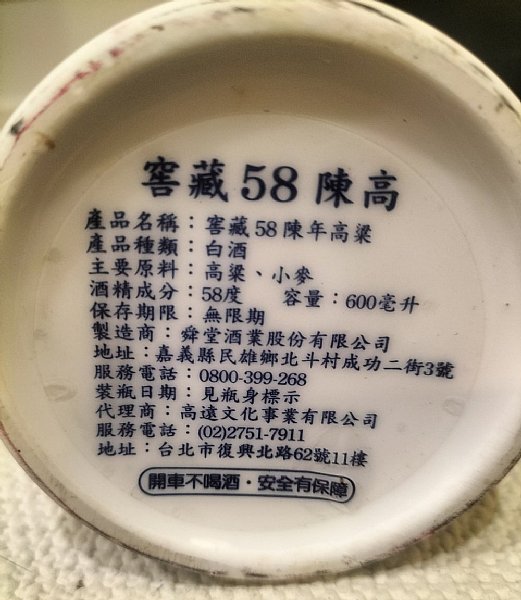 窖藏58陳高
產品名稱：窖藏58陳年高粱
產品種類：白酒
主要原料：高粱、小麥
酒精成分：58度　容量：600毫升
保存期限：無限期
製造商：舜堂酒業股份有限公司
地址：嘉義縣民雄鄉北斗村成功二街3號
服務電話：0800-399-268
裝瓶日期：見瓶身標示
代理商：高遠文化事業有限公司
服務電話：(02)2751-7911
地址：台北市復興北路62號11樓
開車不喝酒·安全有保障